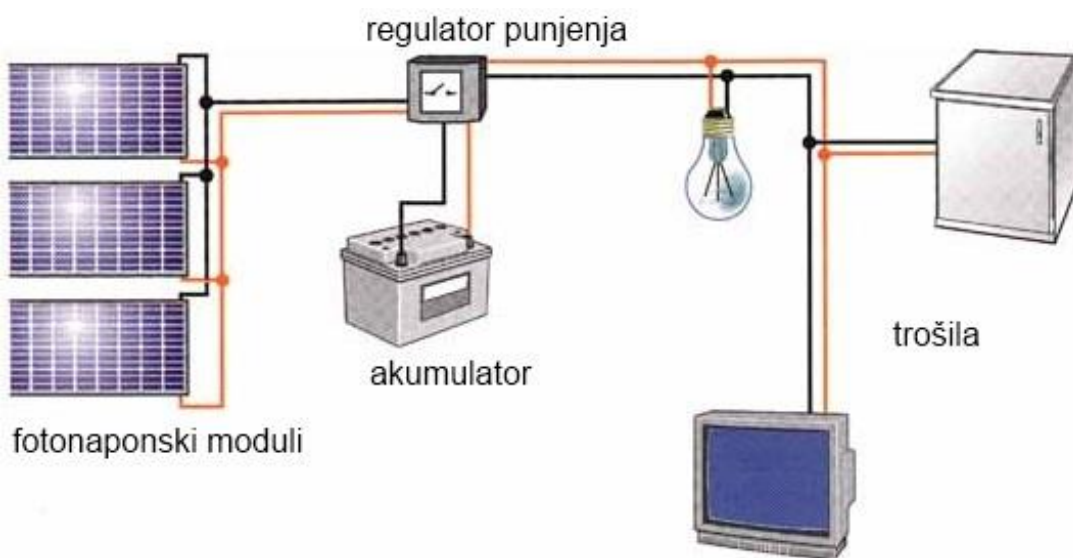 regulator punjenja
akumulator
trošila
fotonaponski moduli